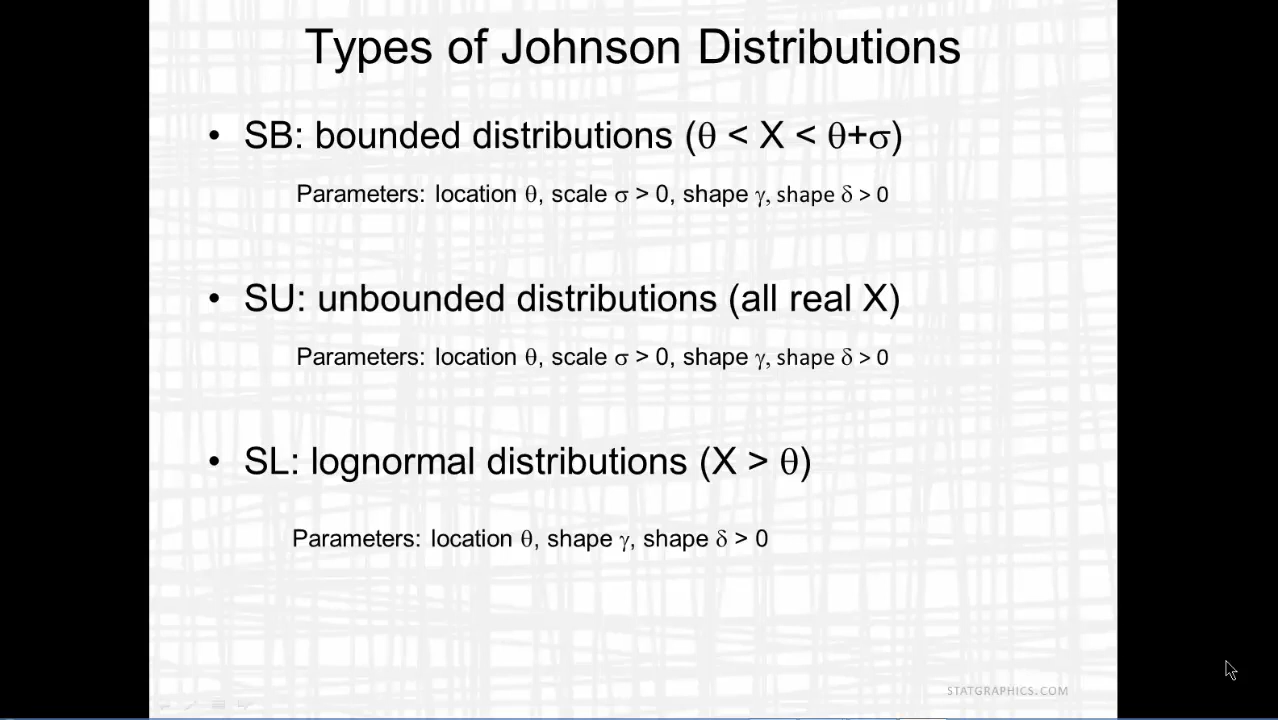 Types of Johnson Distributions
• SB: bounded distributions (θ < X < θ+σ)
Parameters: location θ, scale σ > 0, shape γ, shape δ > 0
• SU: unbounded distributions (all real X)
Parameters: location θ, scale σ > 0, shape γ, shape δ > 0
• SL: lognormal distributions (X > θ)
Parameters: location θ, shape γ, shape δ > 0
STATGRAPHICS.COM